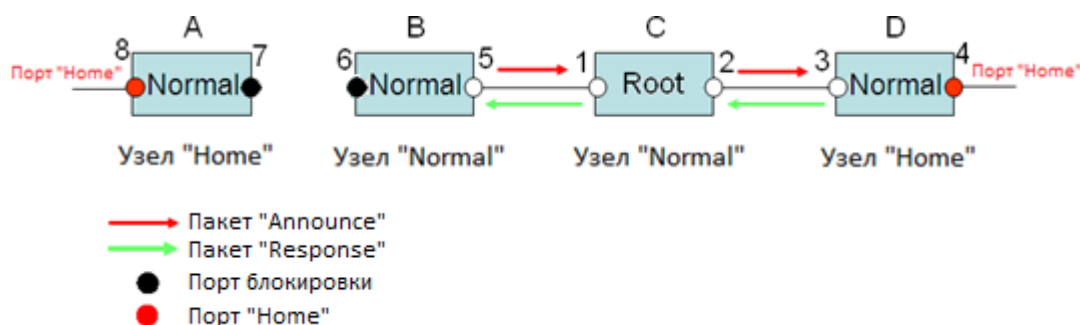 A B C D
8 7 6 5 1 2 3 4
Порт "Home" Normal Normal Root Normal Порт "Home"
Узел "Home" Узел "Normal" Узел "Normal" Узел "Home"
Пакет "Announce"
Пакет "Response"
Порт блокировки
Порт "Home"